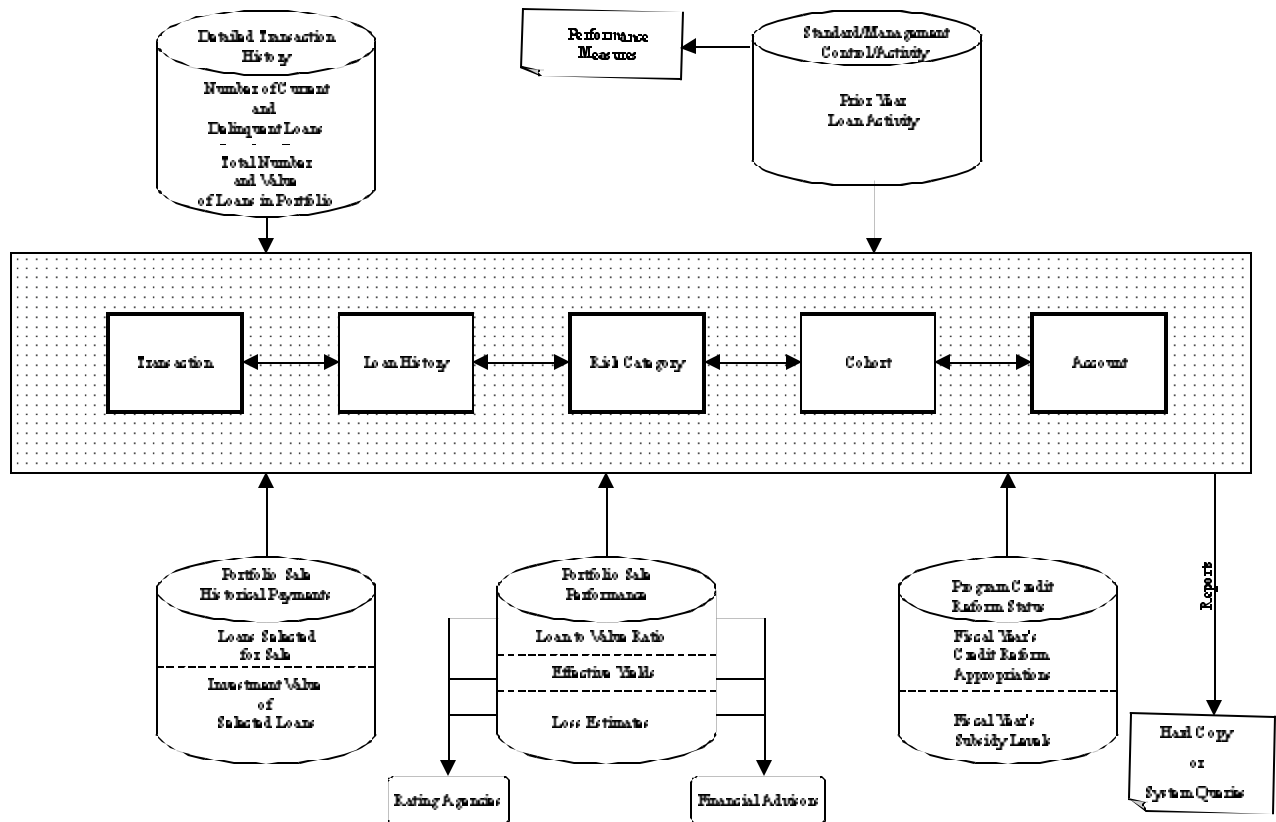 Detailed Transaction
History
Number of Current
and
Delinquent Loans
Total Number
and Value
of Loans in Portfolio
Performance
Measures
Standard/Management
Control/Activity
Prior Year
Loan Activity
Transaction
Loan History
Risk Category
Cohort
Account
Portfolio Sale
Historical Payments
Loans Selected
for Sale
Investment Value
of
Selected Loans
Portfolio Sale
Performance
Loan to Value Ratio
Effective Yields
Loss Estimates
Rating Agencies
Financial Advisors
Program Credit
Reform Status
Fiscal Year's
Credit Reform
Appropriations
Fiscal Year's
Subsidy Levels
Reports
Hard Copy
or
System Queries